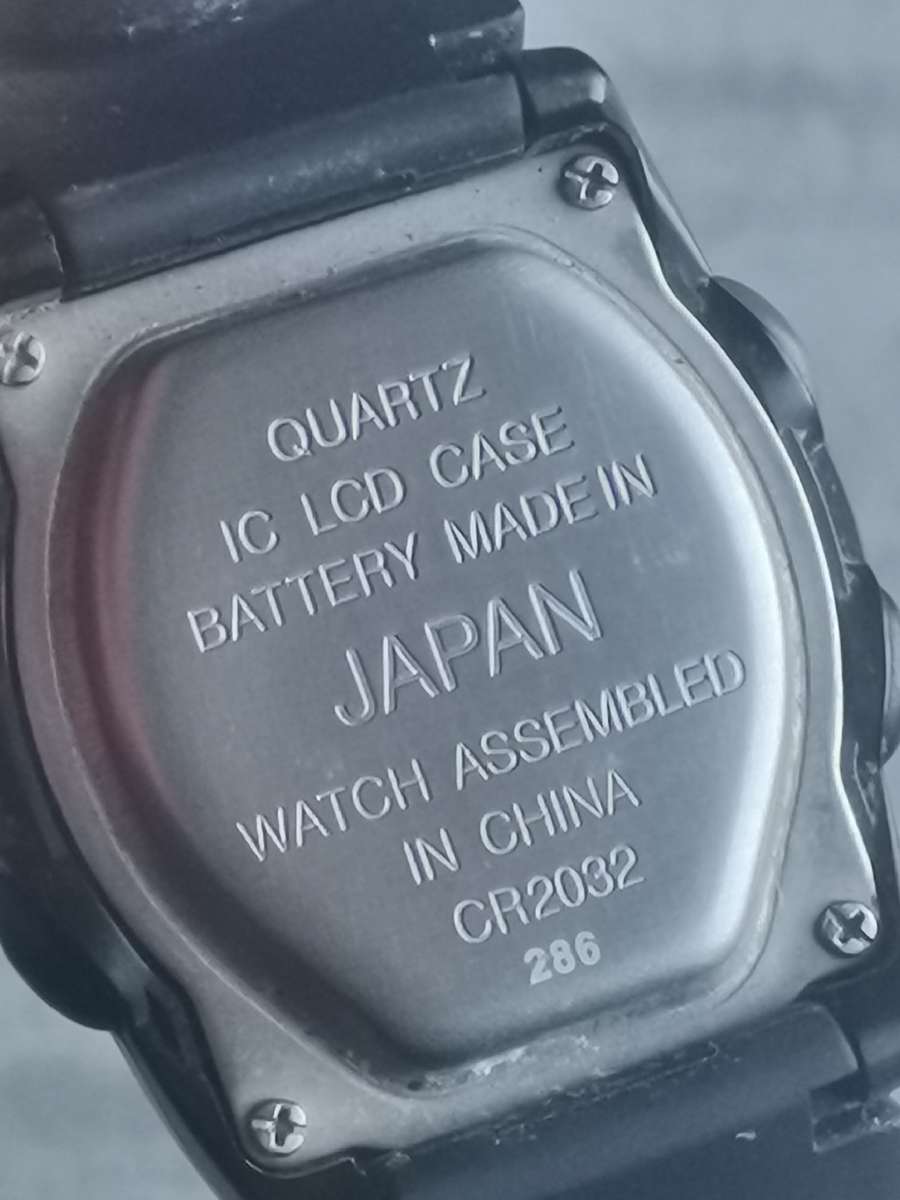 QUARTZ
IC LCD CASE
BATTERY MADE IN
JAPAN
WATCH ASSEMBLED
IN CHINA
CR2032
286